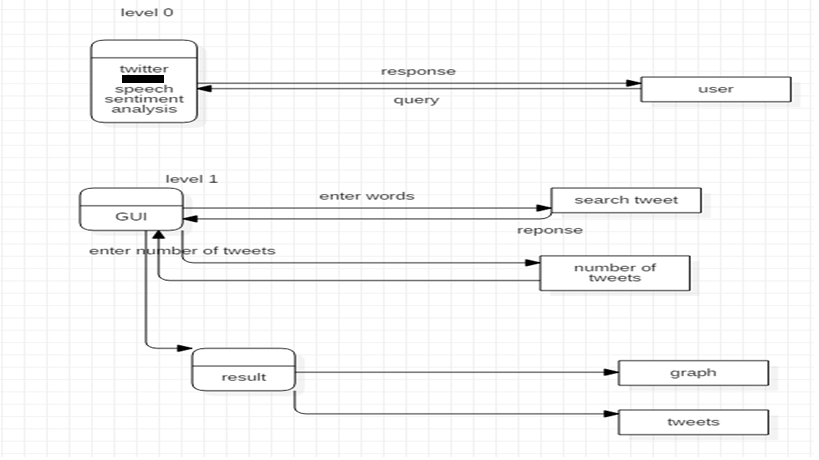 level 0
twitter
speech
sentiment
analysis
response
query
user
level 1
GUI
enter words
search tweet
reponse
enter number of tweets
number of
tweets
result
graph
tweets